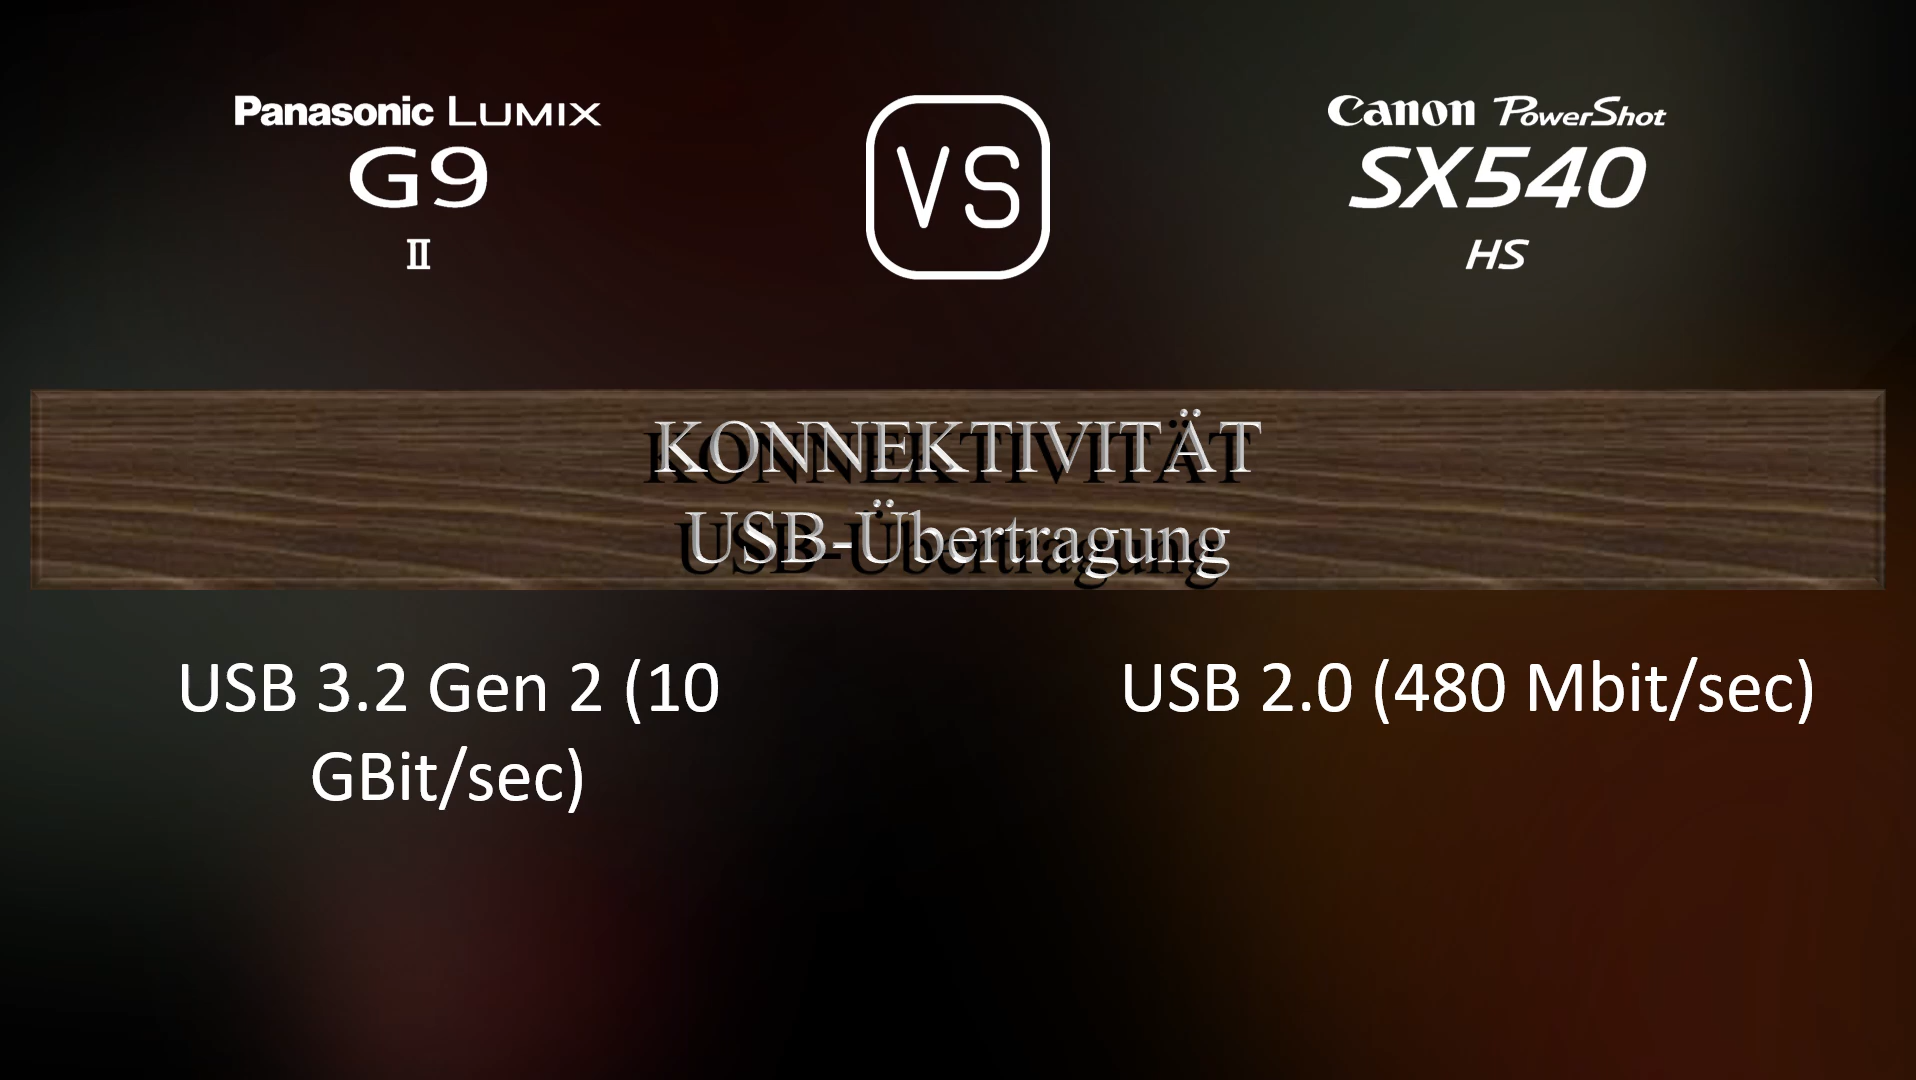 Panasonic LUMIX
G9
II
VS
Canon PowerShot
SX540
HS
KONNEKTIVITÄT
USB-Übertragung
USB 3.2 Gen 2 (10
GBit/sec)
USB 2.0 (480 Mbit/sec)